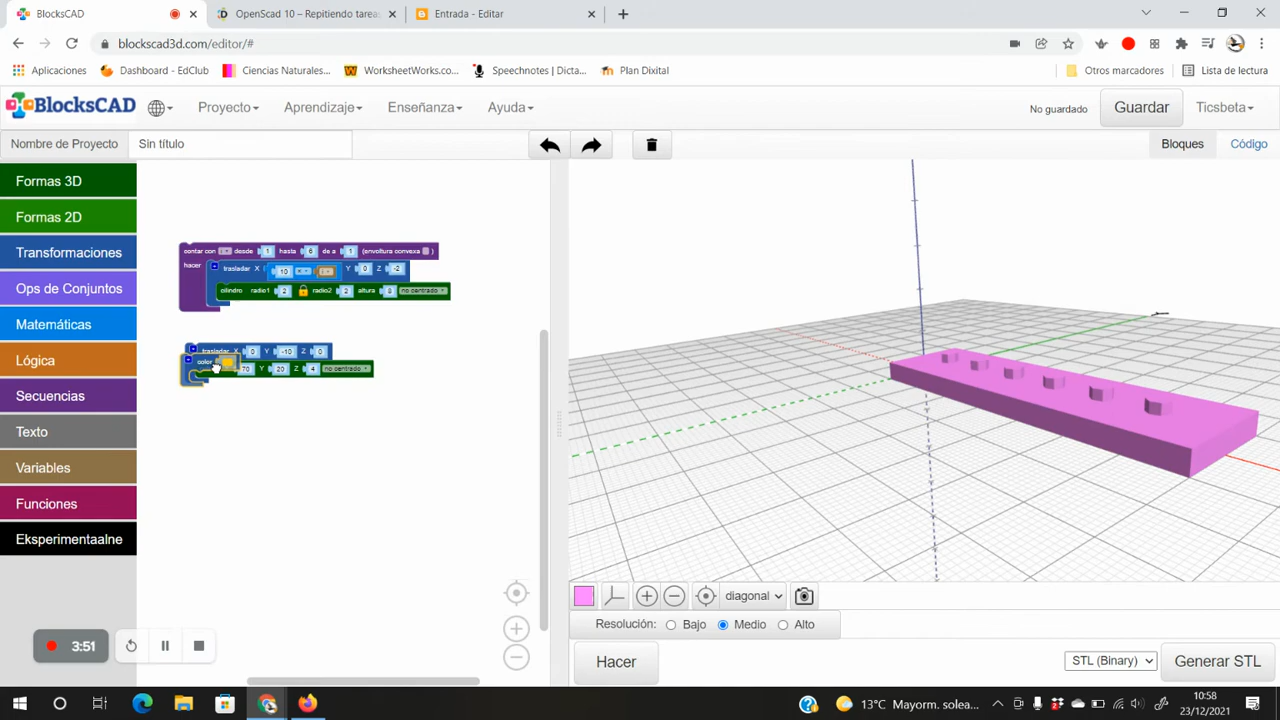 BlocksCAD
OpenScad 10 – Repitiendo tareas
Entrada - Editar
blockscad3d.com/editor/#
Aplicaciones
Dashboard - EdClub
Ciencias Naturales...
WorksheetWorks.co...
Speechnotes | Dicta...
Plan Dixital
Otros marcadores
Lista de lectura
BlocksCAD
Proyecto
Aprendizaje
Enseñanza
Ayuda
No guardado
Guardar
Ticsbeta
Nombre de Proyecto
Sin título
Bloques
Código
Formas 3D
Formas 2D
Transformaciones
Ops de Conjuntos
Matemáticas
Lógica
Secuencias
Texto
Variables
Funciones
Eksperimentaalne
contar con i desde 1 hasta 6 de a 1 (envoltura convexa )
hacer
trasladar X 10 × i Y 0 Z -2
cilindro radio1 2 radio2 2 altura 8 no centrado
trasladar X 0 Y -10 Z 0
color
70 Y 20 Z 4 no centrado
diagonal
Resolución: Bajo Medio Alto
Hacer
STL (Binary)
Generar STL
3:51
13°C Mayorm. solea...
10:58
23/12/2021